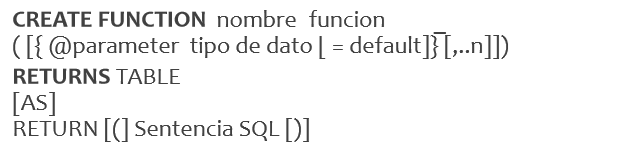 CREATE FUNCTION nombre funcion
( [{ @parameter tipo de dato [ = default]} [,..n]])
RETURNS TABLE
[AS]
RETURN [(] Sentencia SQL [)]